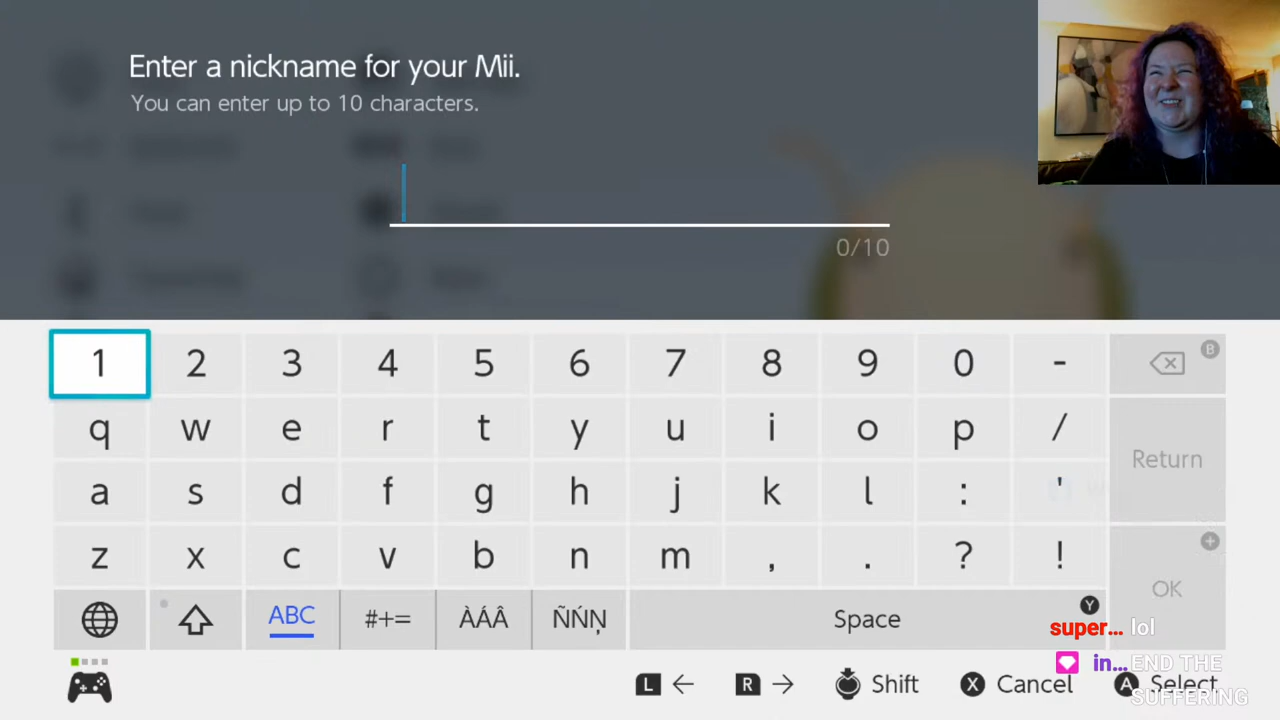 Enter a nickname for your Mii.
You can enter up to 10 characters.
0/10
1 2 3 4 5 6 7 8 9 0 - B
q w e r t y u i o p /
Return
a s d f g h j k l : '
z x c v b n m , . ? !
OK
ABC #+= ÀÁÂ ÑŃŅ Space Y
super... lol
in... END THE SUFFERING
L ← R → Shift X Cancel A Select